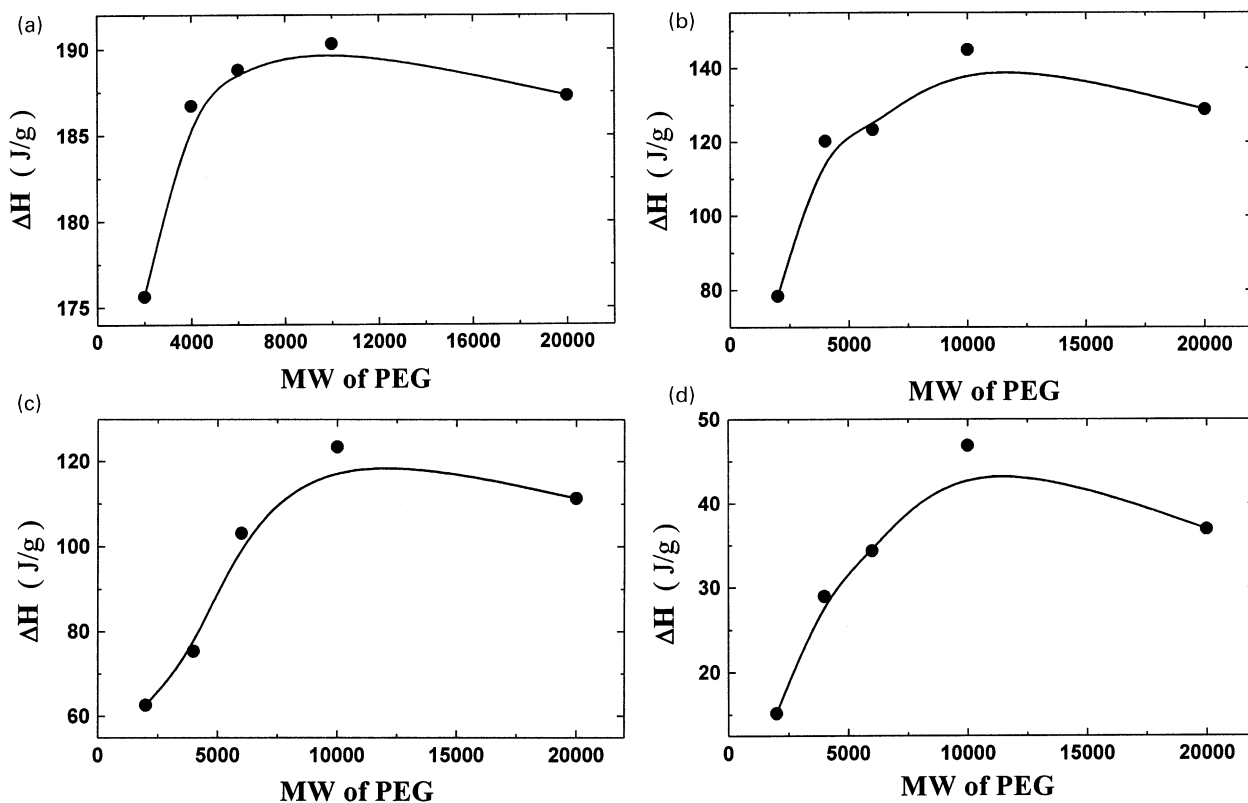 (a)
190
185
180
175
ΔH ( J/g )
0 4000 8000 12000 16000 20000
MW of PEG
(b)
140
120
100
80
ΔH ( J/g )
0 5000 10000 15000 20000
MW of PEG
(c)
120
100
80
60
ΔH ( J/g )
0 5000 10000 15000 20000
MW of PEG
(d)
50
40
30
20
ΔH ( J/g )
0 5000 10000 15000 20000
MW of PEG